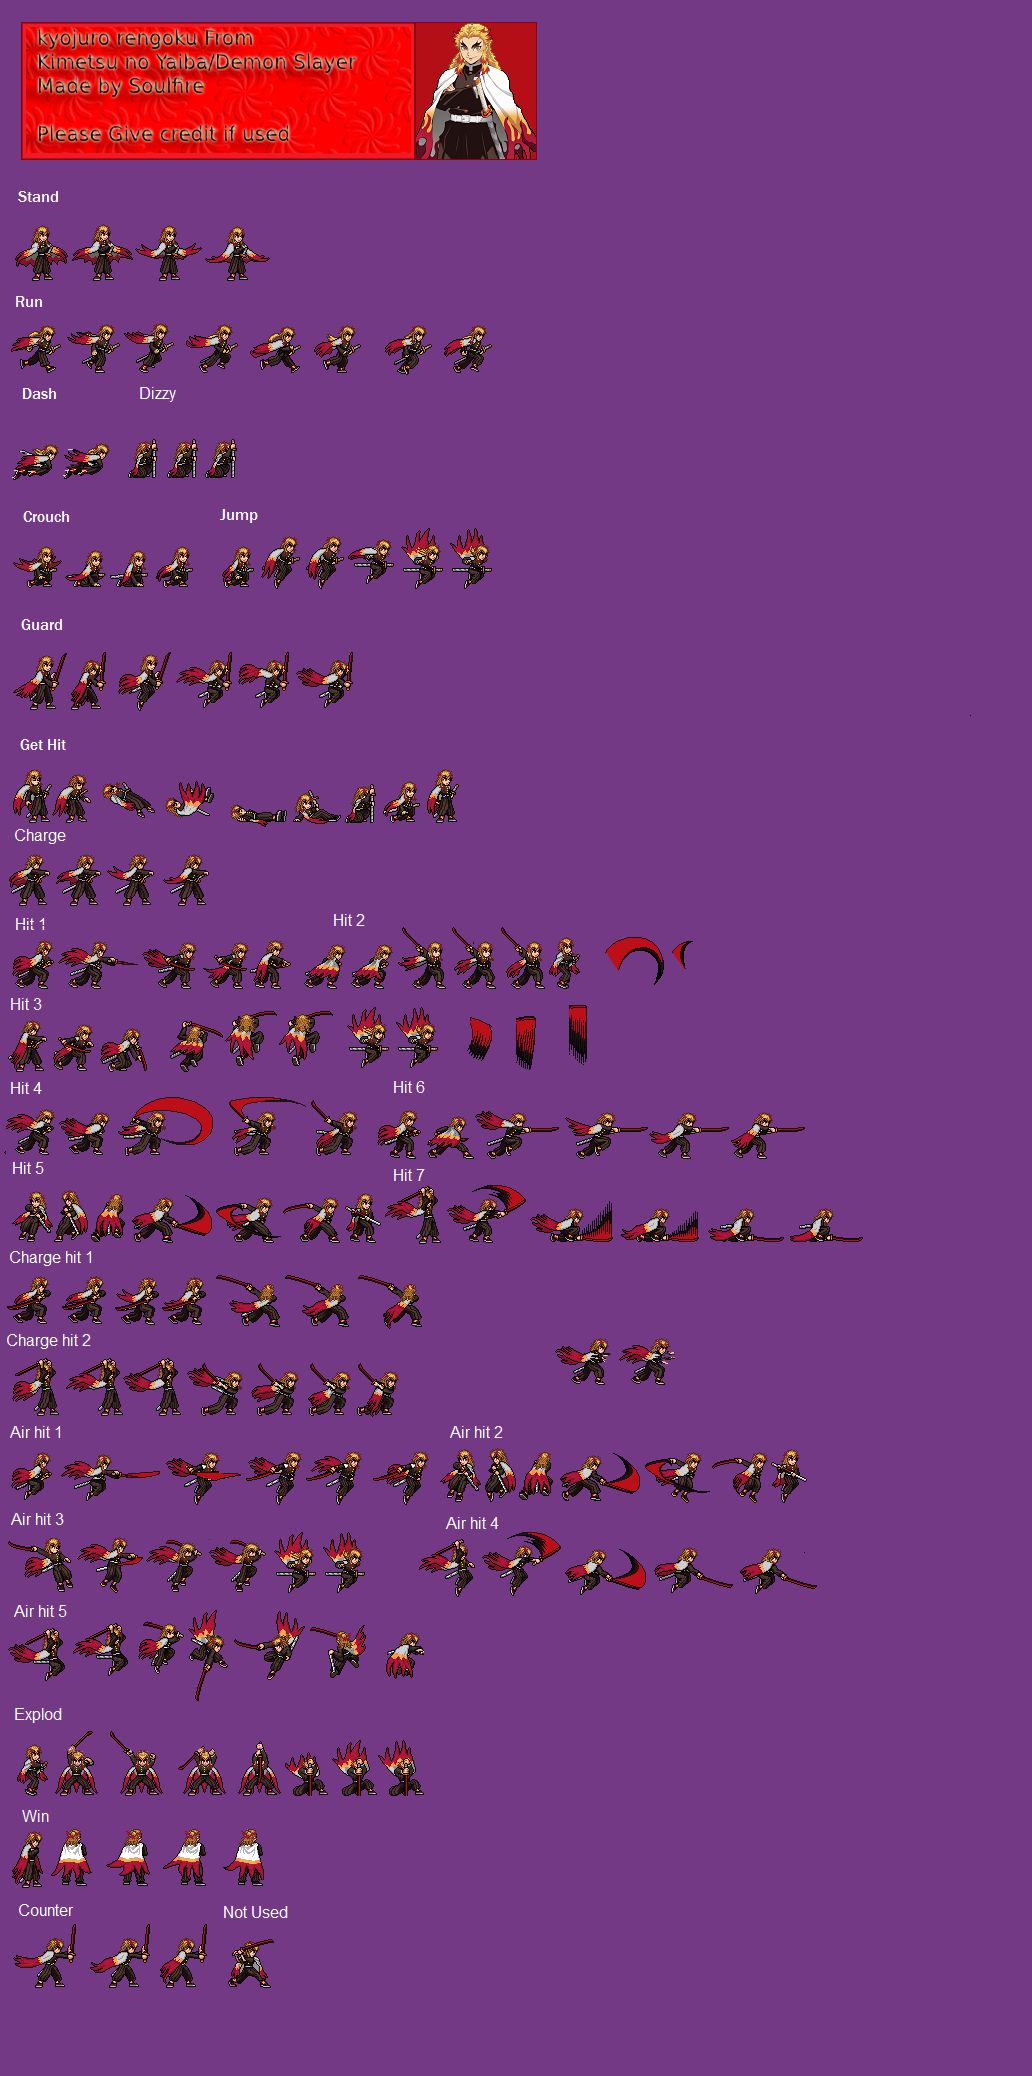 kyojuro rengoku From
Kimetsu no Yaiba/Demon Slayer
Made by Soulfire
Please Give credit if used
Stand
Run
Dash
Dizzy
Crouch
Jump
Guard
Get Hit
Charge
Hit 1
Hit 2
Hit 3
Hit 4
Hit 6
Hit 5
Hit 7
Charge hit 1
Charge hit 2
Air hit 1
Air hit 2
Air hit 3
Air hit 4
Air hit 5
Explod
Win
Counter
Not Used